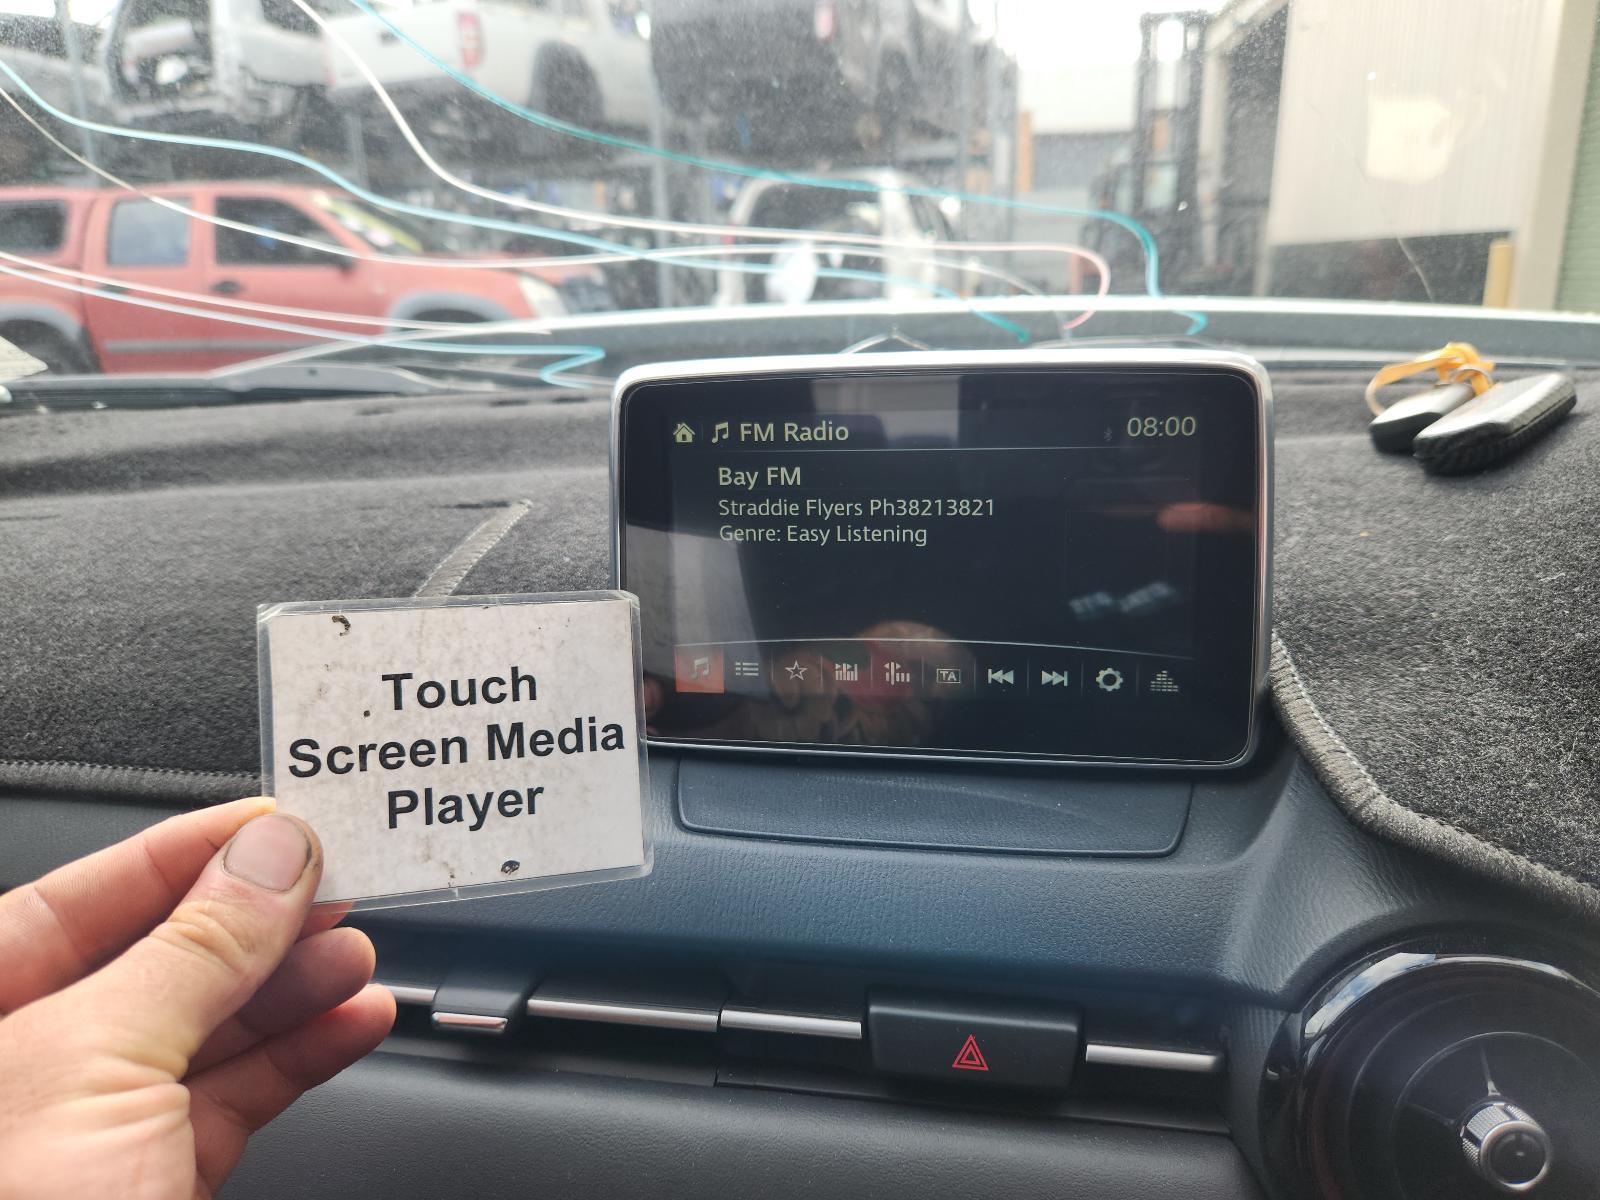 FM Radio
08:00
Bay FM
Straddie Flyers Ph38213821
Genre: Easy Listening
TA
Touch
Screen Media
Player